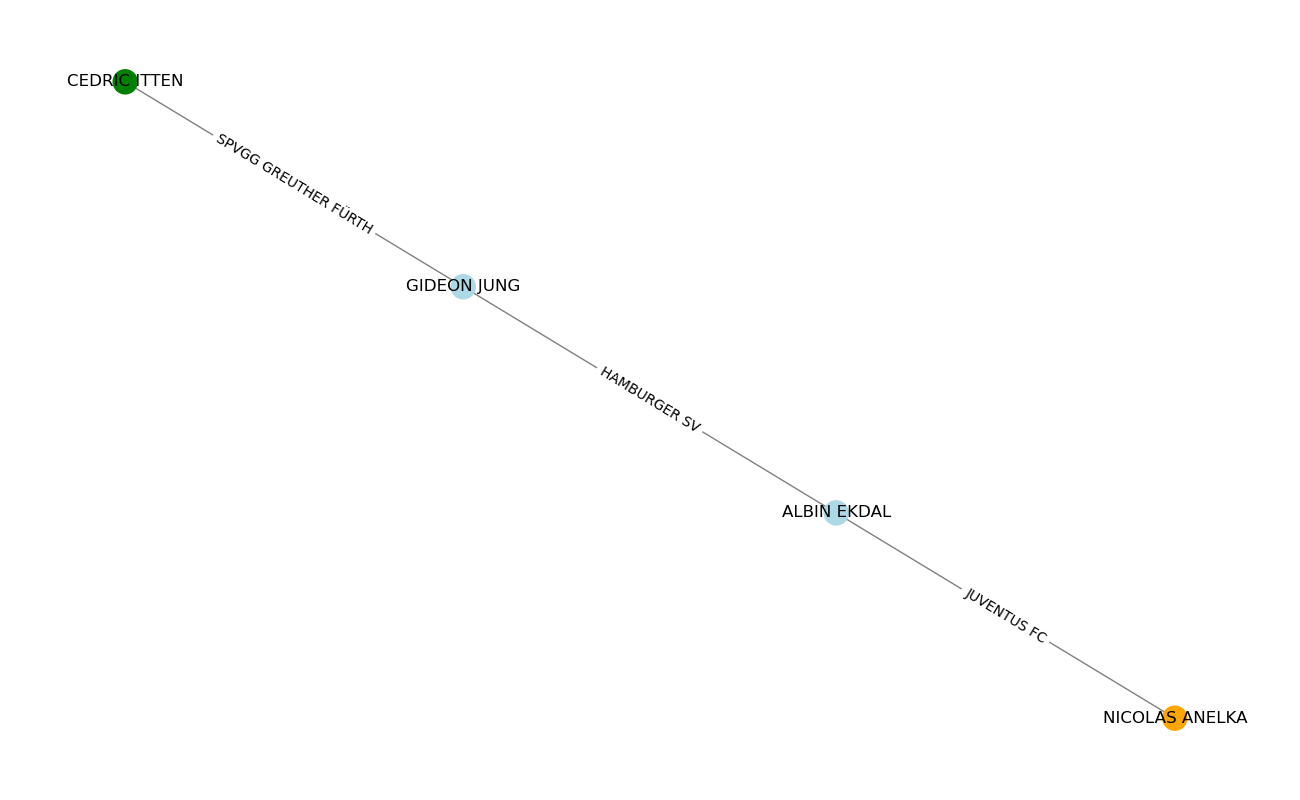 CEDRIC ITTEN
SPVGG GREUTHER FÜRTH
GIDEON JUNG
HAMBURGER SV
ALBIN EKDAL
JUVENTUS FC
NICOLAS ANELKA